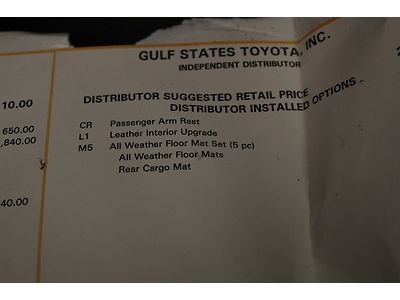 GULF STATES TOYOTA, INC.
INDEPENDENT DISTRIBUTOR
DISTRIBUTOR SUGGESTED RETAIL PRICE
DISTRIBUTOR INSTALLED OPTIONS
10.00
CR Passenger Arm Rest
650.00
L1 Leather Interior Upgrade
,840.00
M5 All Weather Floor Mat Set (5 pc)
All Weather Floor Mats
Rear Cargo Mat
40.00